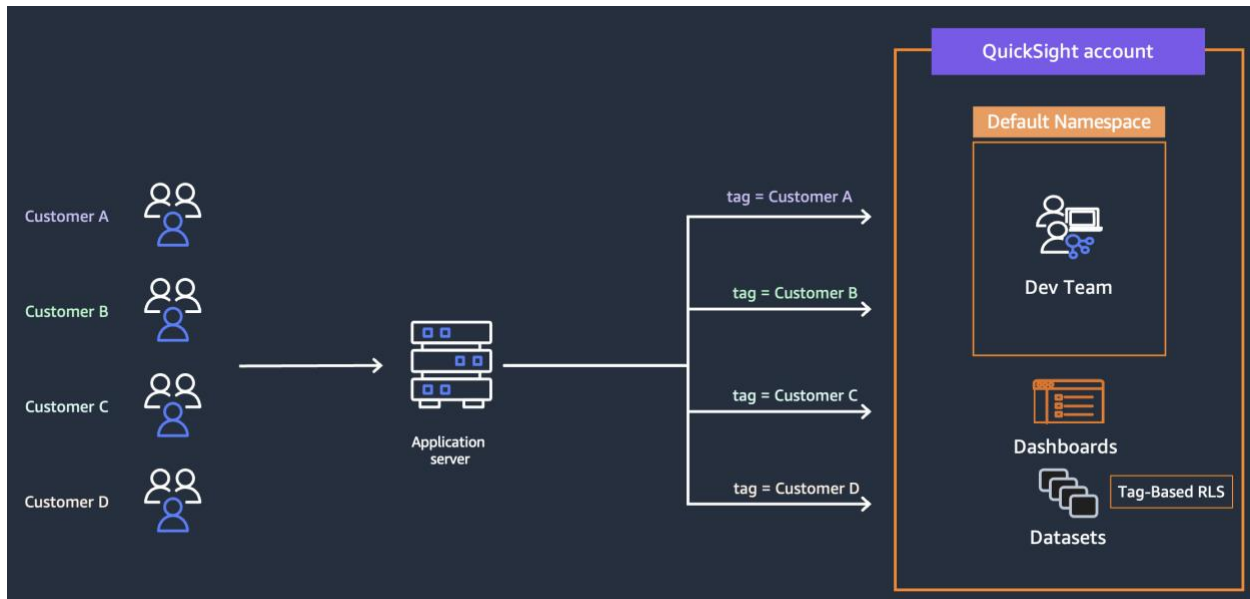 QuickSight account
Default Namespace
Dev Team
Dashboards
Tag-Based RLS
Datasets
Customer A
Customer B
Customer C
Customer D
Application
server
tag = Customer A
tag = Customer B
tag = Customer C
tag = Customer D